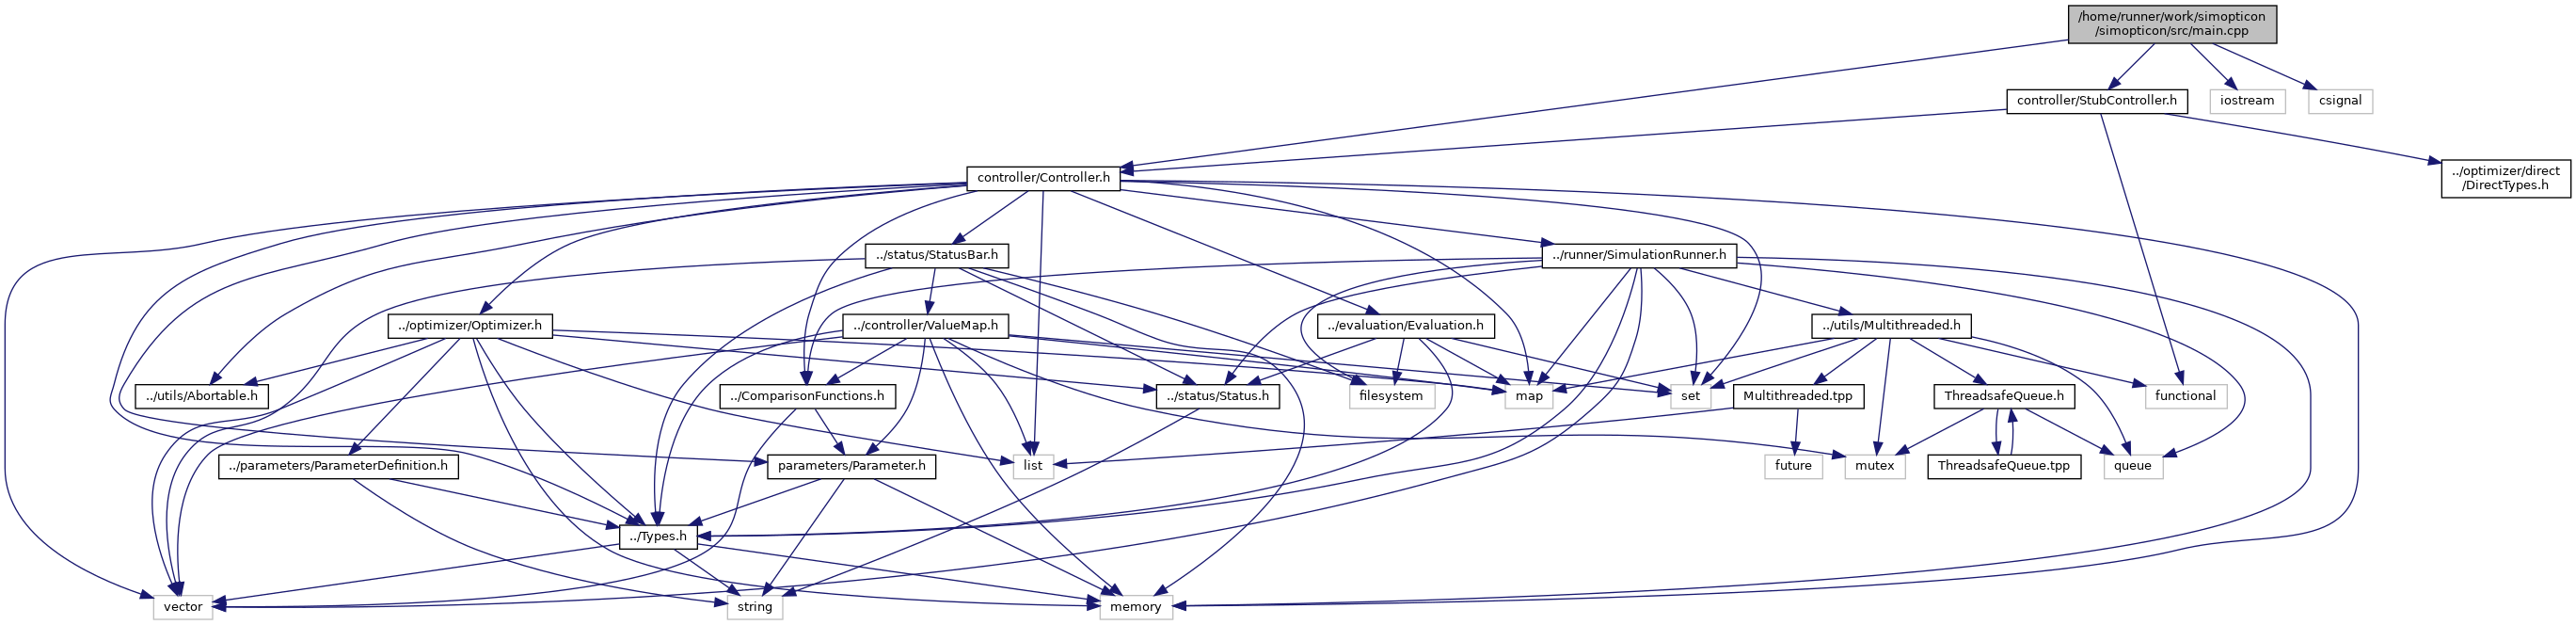 /home/runner/work/simopticon
/simopticon/src/main.cpp
controller/StubController.h
iostream
csignal
controller/Controller.h
../optimizer/direct
/DirectTypes.h
../status/StatusBar.h
../runner/SimulationRunner.h
../optimizer/Optimizer.h
../controller/ValueMap.h
../evaluation/Evaluation.h
../utils/Multithreaded.h
../utils/Abortable.h
../ComparisonFunctions.h
../status/Status.h
filesystem
map
set
Multithreaded.tpp
ThreadsafeQueue.h
functional
../parameters/ParameterDefinition.h
parameters/Parameter.h
list
future
mutex
ThreadsafeQueue.tpp
queue
../Types.h
vector
string
memory